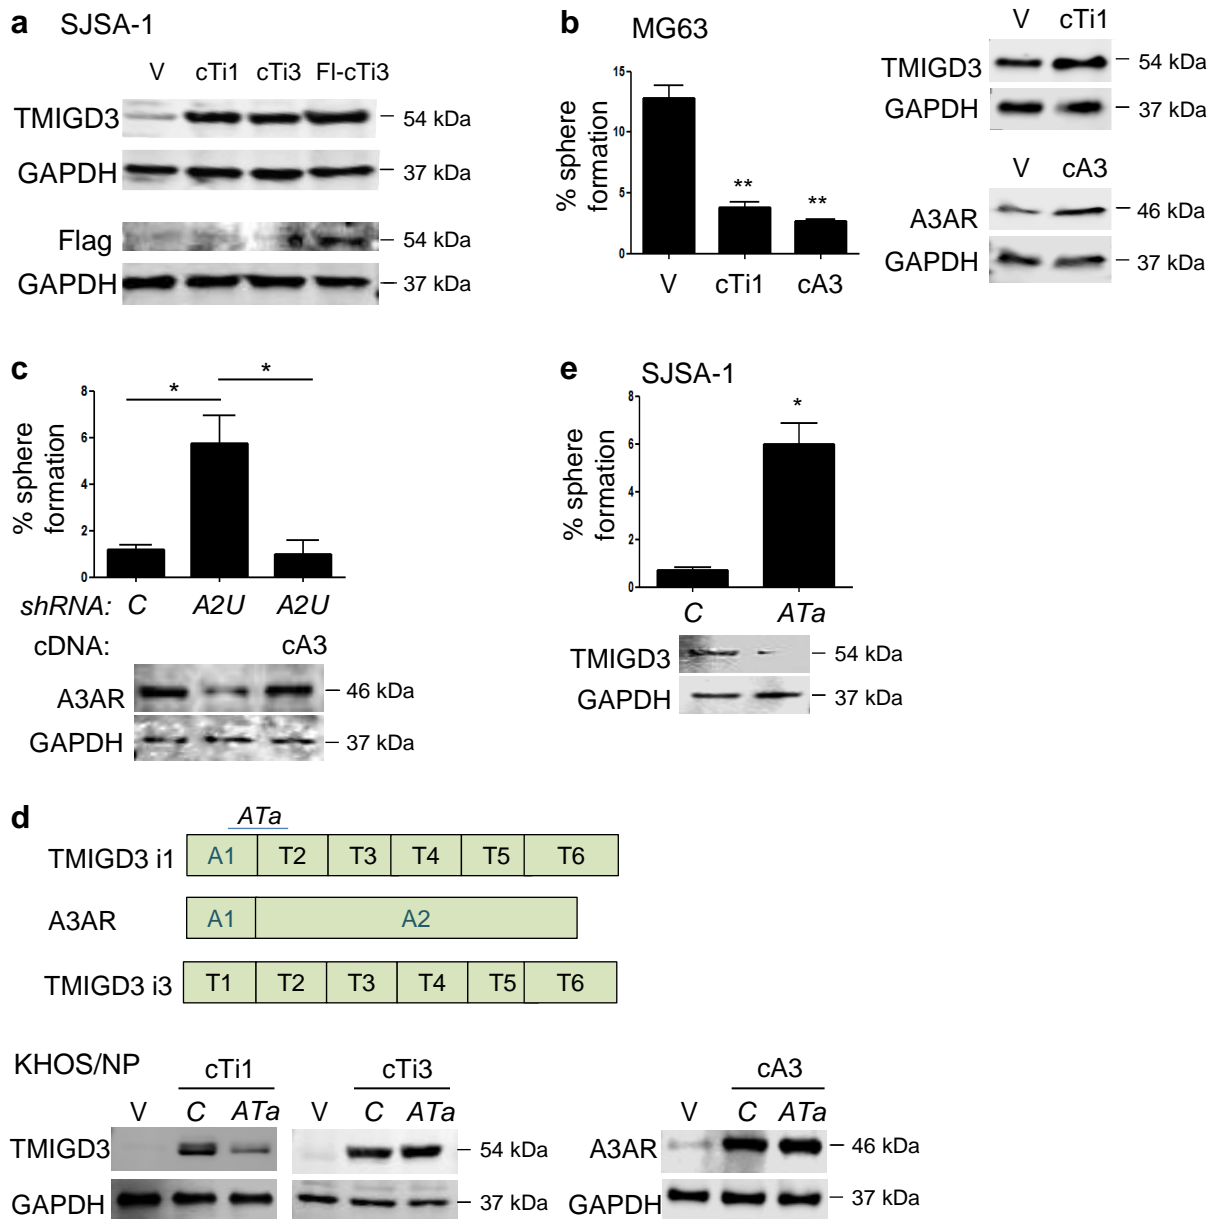 a SJSA-1
V cTi1 cTi3 Fl-cTi3
TMIGD3 54 kDa
GAPDH 37 kDa
Flag 54 kDa
GAPDH 37 kDa
b MG63
% sphere formation
15
10
5
0
** **
V cTi1 cA3
V cTi1
TMIGD3 54 kDa
GAPDH 37 kDa
V cA3
A3AR 46 kDa
GAPDH 37 kDa
c
% sphere formation
8
6
4
2
0
* *
shRNA: C A2U A2U
cDNA: cA3
A3AR 46 kDa
GAPDH 37 kDa
e SJSA-1
% sphere formation
8
6
4
2
0
*
C ATa
TMIGD3 54 kDa
GAPDH 37 kDa
d
ATa
TMIGD3 i1 A1 T2 T3 T4 T5 T6
A3AR A1 A2
TMIGD3 i3 T1 T2 T3 T4 T5 T6
KHOS/NP
cTi1 cTi3 cA3
V C ATa V C ATa V C ATa
TMIGD3 54 kDa A3AR 46 kDa
GAPDH 37 kDa GAPDH 37 kDa